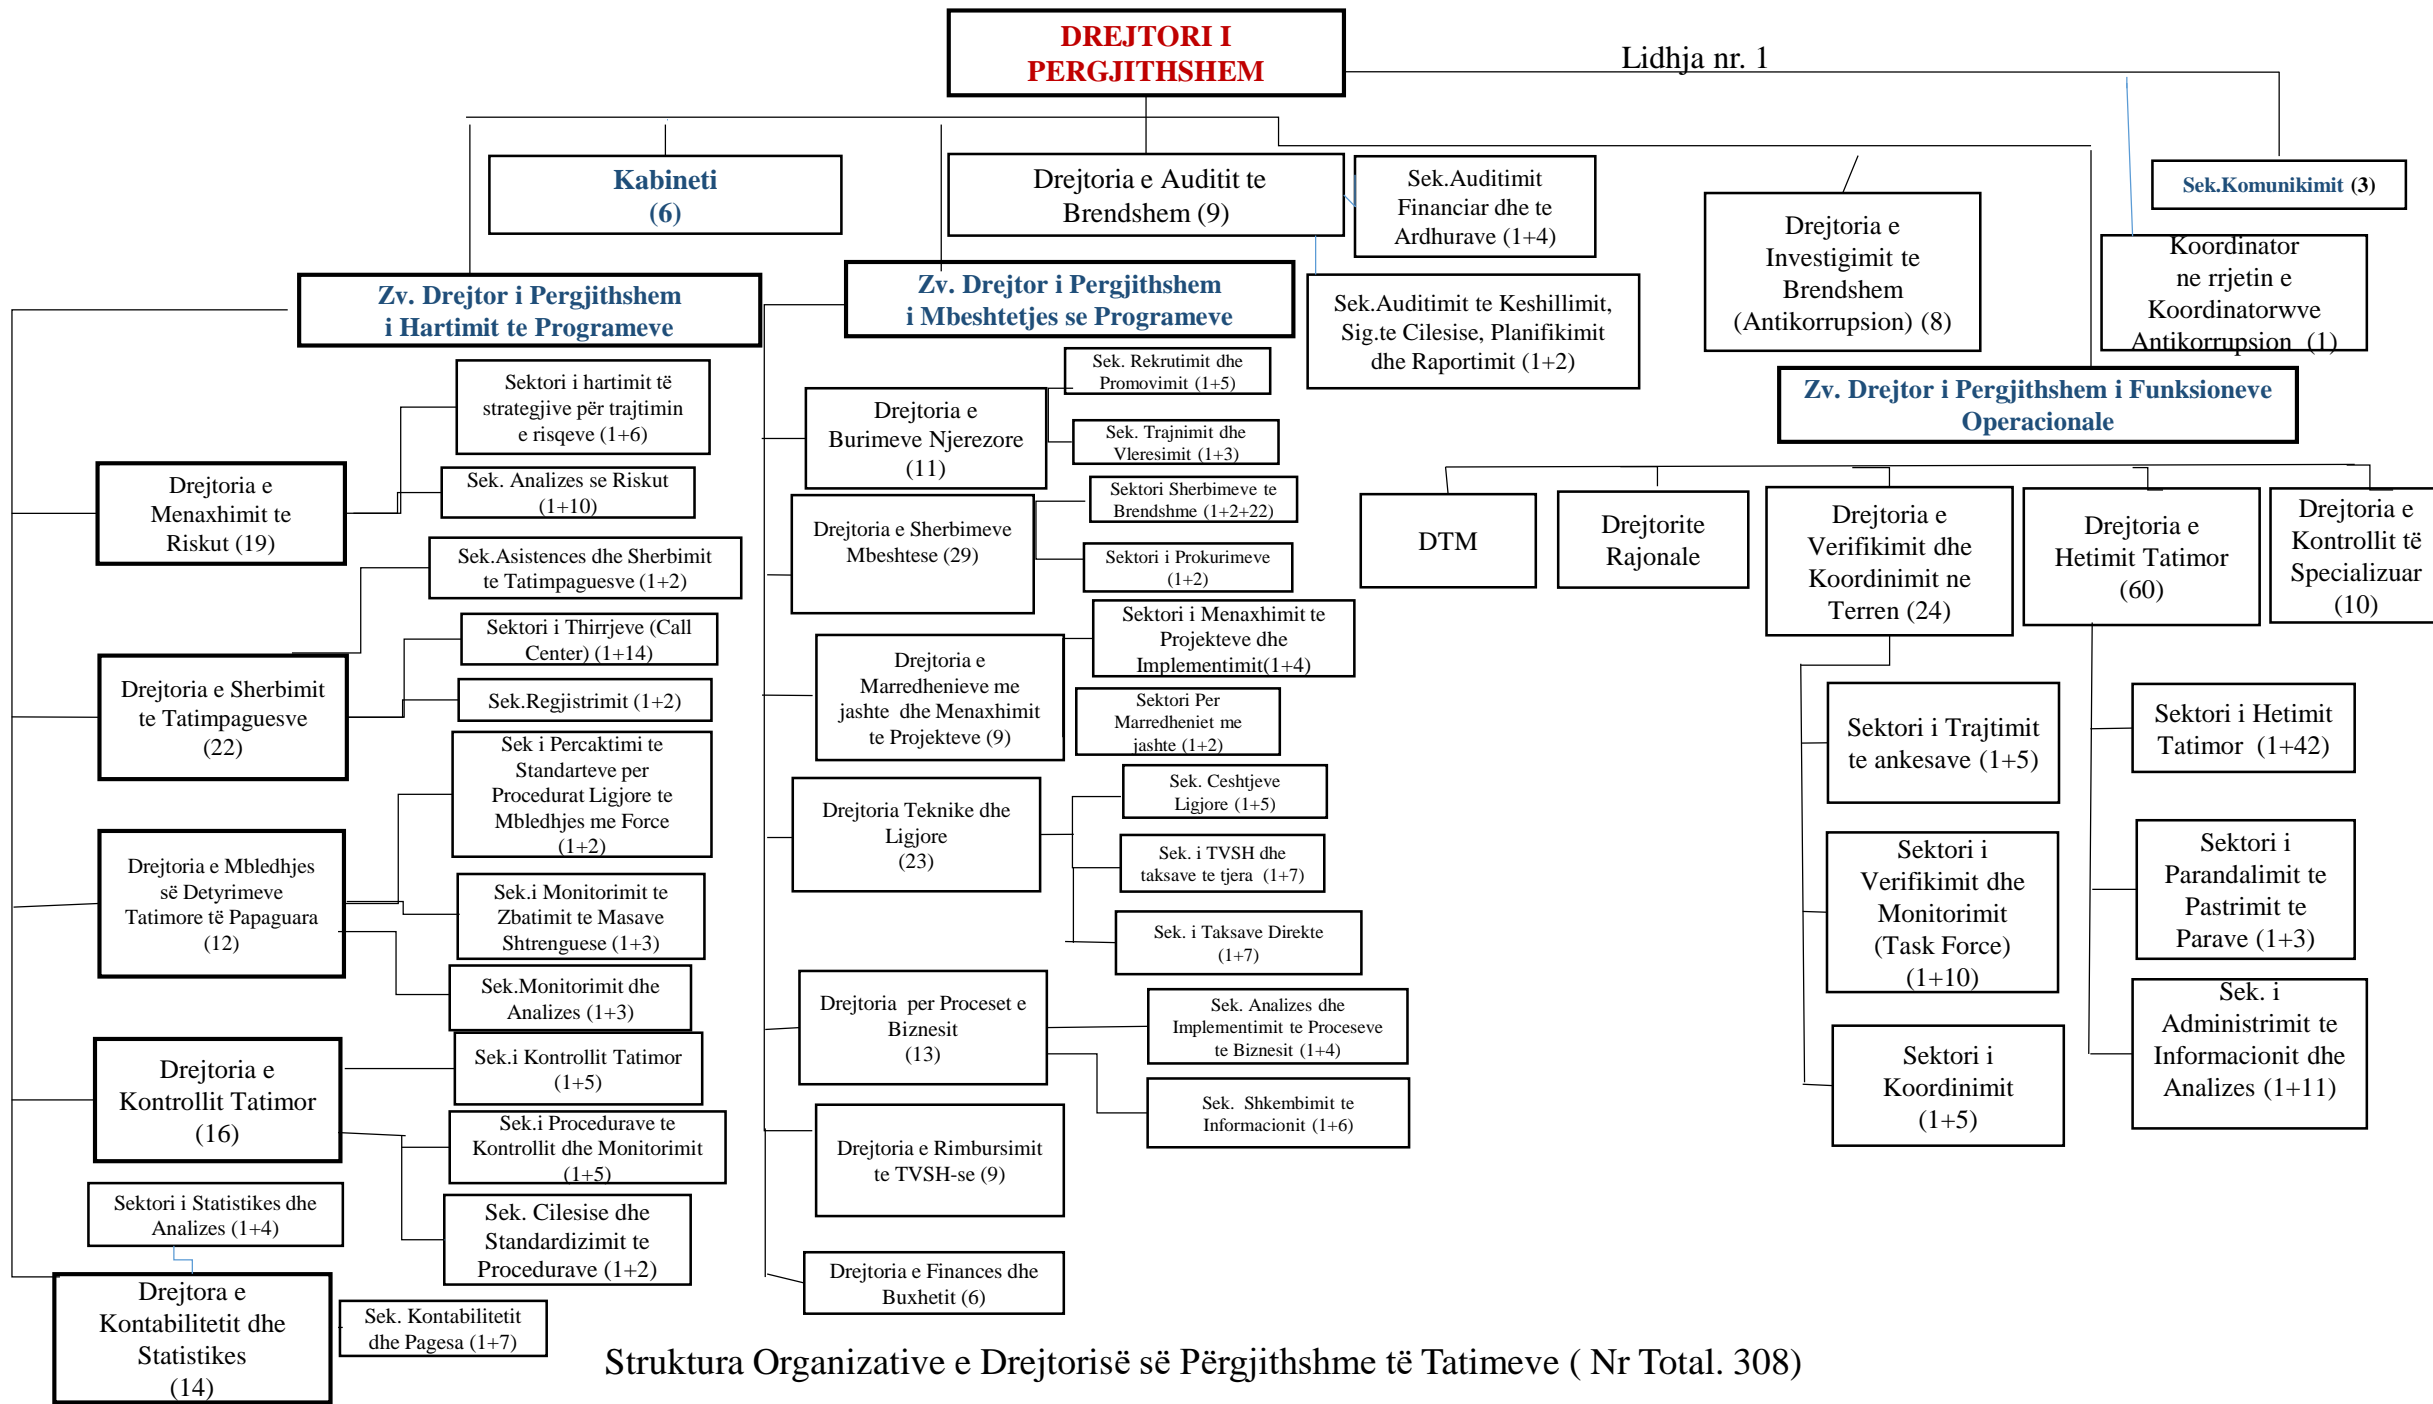 DREJTORI I
PERGJITHSHEM
Lidhja nr. 1
Kabineti
(6)
Drejtoria e Auditit te
Brendshem (9)
Sek.Auditimit
Financiar dhe te
Ardhurave (1+4)
Sek.Auditimit te Keshillimit,
Sig.te Cilesise, Planifikimit
dhe Raportimit (1+2)
Drejtoria e
Investigimit te
Brendshem
(Antikorrupsion) (8)
Sek.Komunikimit (3)
Koordinator
ne rrjetin e
Koordinatorwve
Antikorrupsion (1)
Zv. Drejtor i Pergjithshem
i Hartimit te Programeve
Sektori i hartimit të
strategjive për trajtimin
e risqeve (1+6)
Drejtoria e
Menaxhimit te
Riskut (19)
Sek. Analizes se Riskut
(1+10)
Sek.Asistences dhe Sherbimit
te Tatimpaguesve (1+2)
Sektori i Thirrjeve (Call
Center) (1+14)
Drejtoria e Sherbimit
te Tatimpaguesve
(22)
Sek.Regjistrimit (1+2)
Sek i Percaktimi te
Standarteve per
Procedurat Ligjore te
Mbledhjes me Force
(1+2)
Drejtoria e Mbledhjes
së Detyrimeve
Tatimore të Papaguara
(12)
Sek.i Monitorimit te
Zbatimit te Masave
Shtrenguese (1+3)
Sek.Monitorimit dhe
Analizes (1+3)
Drejtoria e
Kontrollit Tatimor
(16)
Sek.i Kontrollit Tatimor
(1+5)
Sek.i Procedurave te
Kontrollit dhe Monitorimit
(1+5)
Sek. Cilesise dhe
Standardizimit te
Procedurave (1+2)
Sektori i Statistikes dhe
Analizes (1+4)
Drejtora e
Kontabilitetit dhe
Statistikes
(14)
Sek. Kontabilitetit
dhe Pagesa (1+7)
Zv. Drejtor i Pergjithshem
i Mbeshtetjes se Programeve
Drejtoria e
Burimeve Njerezore
(11)
Sek. Rekrutimit dhe
Promovimit (1+5)
Sek. Trajnimit dhe
Vleresimit (1+3)
Drejtoria e Sherbimeve
Mbeshtese (29)
Sektori Sherbimeve te
Brendshme (1+2+22)
Sektori i Prokurimeve
(1+2)
Drejtoria e
Marredhenieve me
jashte dhe Menaxhimit
te Projekteve (9)
Sektori i Menaxhimit te
Projekteve dhe
Implementimit(1+4)
Sektori Per
Marredheniet me
jashte (1+2)
Drejtoria Teknike dhe
Ligjore
(23)
Sek. Ceshtjeve
Ligjore (1+5)
Sek. i TVSH dhe
taksave te tjera (1+7)
Sek. i Taksave Direkte
(1+7)
Drejtoria per Proceset e
Biznesit
(13)
Sek. Analizes dhe
Implementimit te Proceseve
te Biznesit (1+4)
Sek. Shkembimit te
Informacionit (1+6)
Drejtoria e Rimbursimit
te TVSH-se (9)
Drejtoria e Finances dhe
Buxhetit (6)
Zv. Drejtor i Pergjithshem i Funksioneve
Operacionale
DTM
Drejtorite
Rajonale
Drejtoria e
Verifikimit dhe
Koordinimit ne
Terren (24)
Drejtoria e
Hetimit Tatimor
(60)
Drejtoria e
Kontrollit të
Specializuar
(10)
Sektori i Trajtimit
te ankesave (1+5)
Sektori i
Verifikimit dhe
Monitorimit
(Task Force)
(1+10)
Sektori i
Koordinimit
(1+5)
Sektori i Hetimit
Tatimor (1+42)
Sektori i
Parandalimit te
Pastrimit te
Parave (1+3)
Sek. i
Administrimit te
Informacionit dhe
Analizes (1+11)
Struktura Organizative e Drejtorisë së Përgjithshme të Tatimeve ( Nr Total. 308)